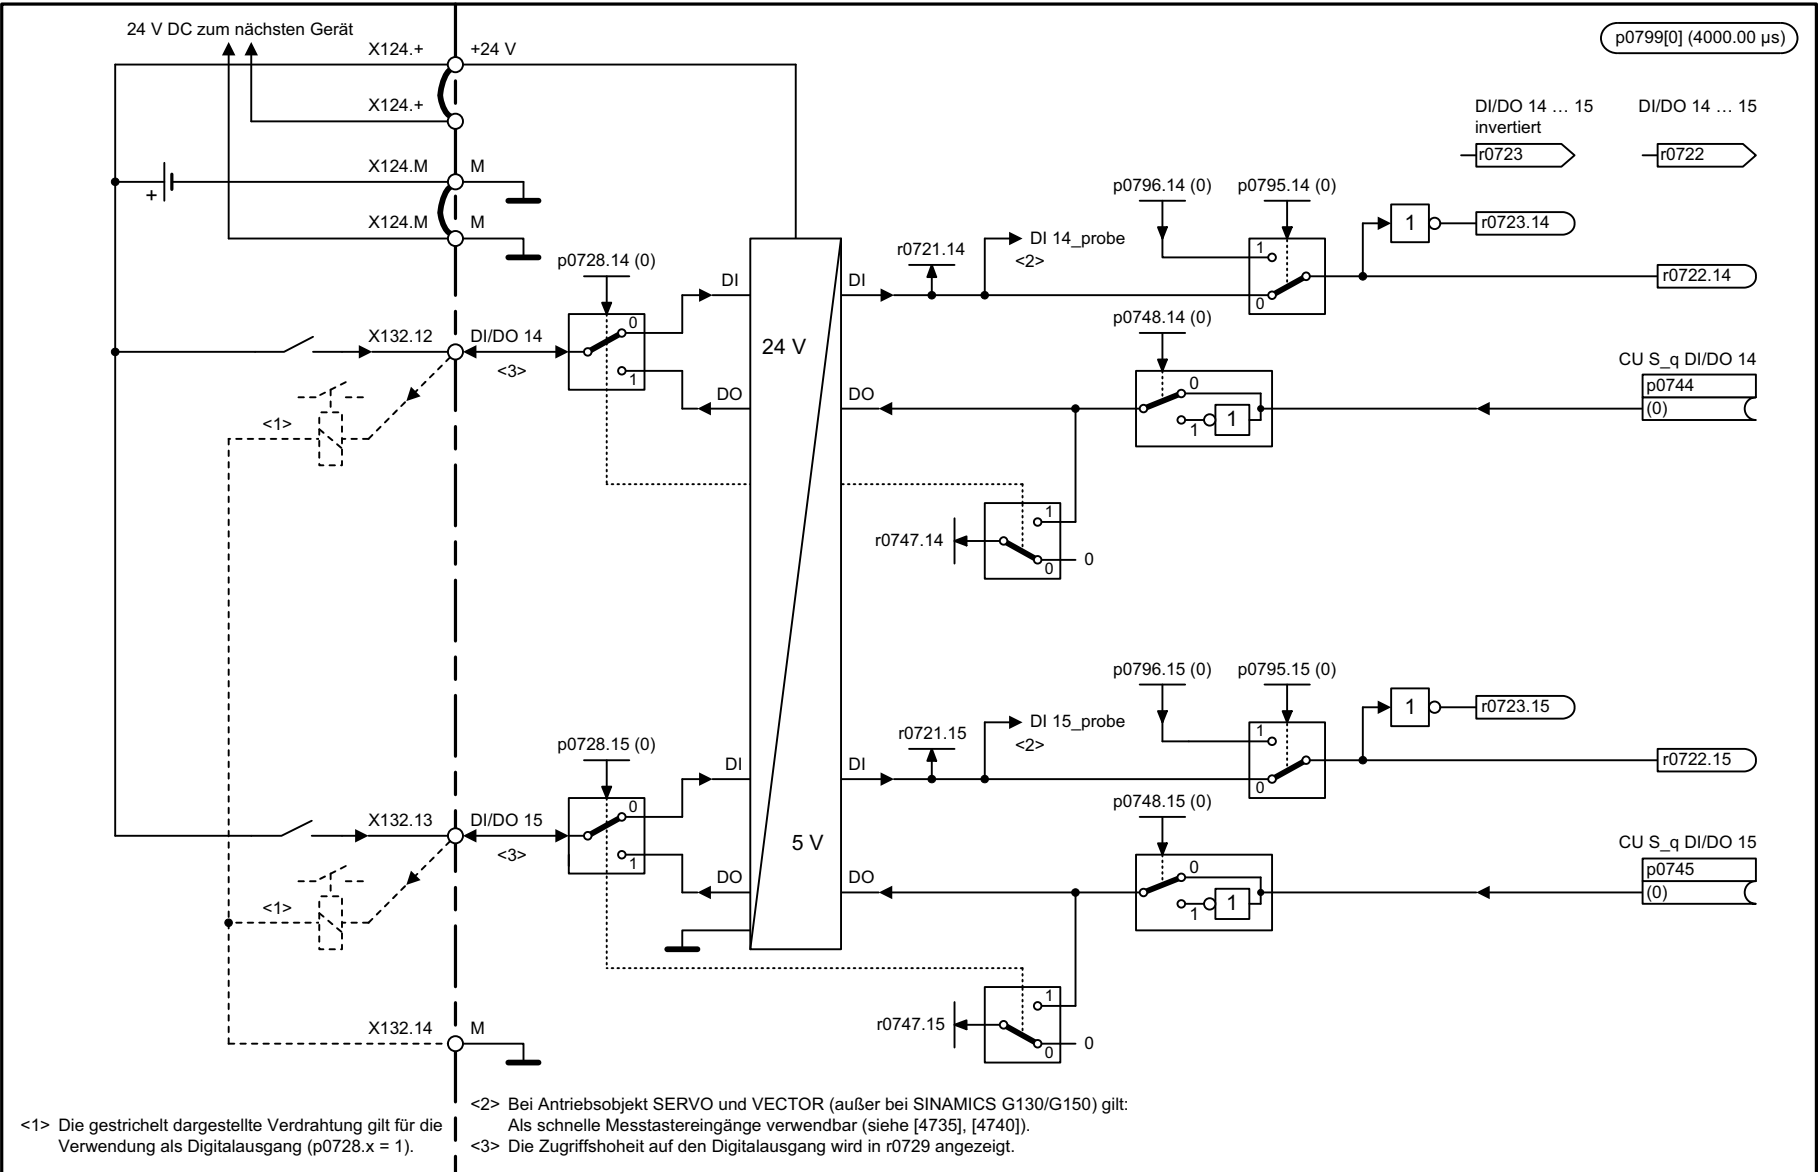 24 V DC zum nächsten Gerät
p0799[0] (4000.00 µs)
X124.+
+24 V
X124.+
DI/DO 14 … 15
invertiert
DI/DO 14 … 15
r0723
r0722
X124.M
M
+
X124.M
M
p0796.14 (0)
p0795.14 (0)
1
r0723.14
p0728.14 (0)
DI
DI
r0721.14
DI 14_probe
<2>
1
0
r0722.14
X132.12
DI/DO 14
<3>
0
1
24 V
p0748.14 (0)
CU S_q DI/DO 14
p0744
(0)
<1>
DO
DO
0
1
1
r0747.14
1
0
0
p0796.15 (0)
p0795.15 (0)
1
r0723.15
p0728.15 (0)
DI
DI
r0721.15
DI 15_probe
<2>
1
0
r0722.15
X132.13
DI/DO 15
<3>
0
1
5 V
p0748.15 (0)
CU S_q DI/DO 15
p0745
(0)
<1>
DO
DO
0
1
1
X132.14
M
r0747.15
1
0
0
<1> Die gestrichelt dargestellte Verdrahtung gilt für die
Verwendung als Digitalausgang (p0728.x = 1).
<2> Bei Antriebsobjekt SERVO und VECTOR (außer bei SINAMICS G130/G150) gilt:
Als schnelle Messtastereingänge verwendbar (siehe [4735], [4740]).
<3> Die Zugriffshoheit auf den Digitalausgang wird in r0729 angezeigt.